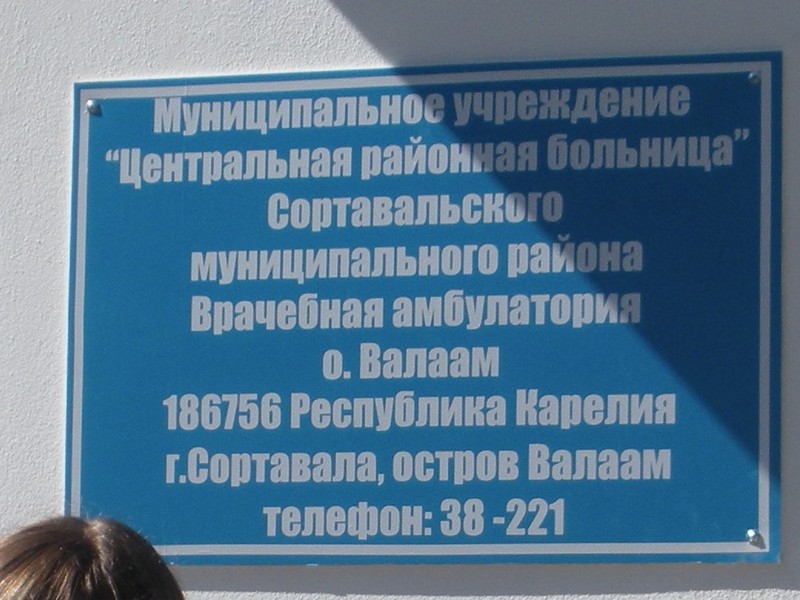 Муниципальное учреждение
“Центральная районная больница”
Сортавальского
муниципального района
Врачебная амбулатория
о. Валаам
186756 Республика Карелия
г.Сортавала, остров Валаам
телефон: 38 -221